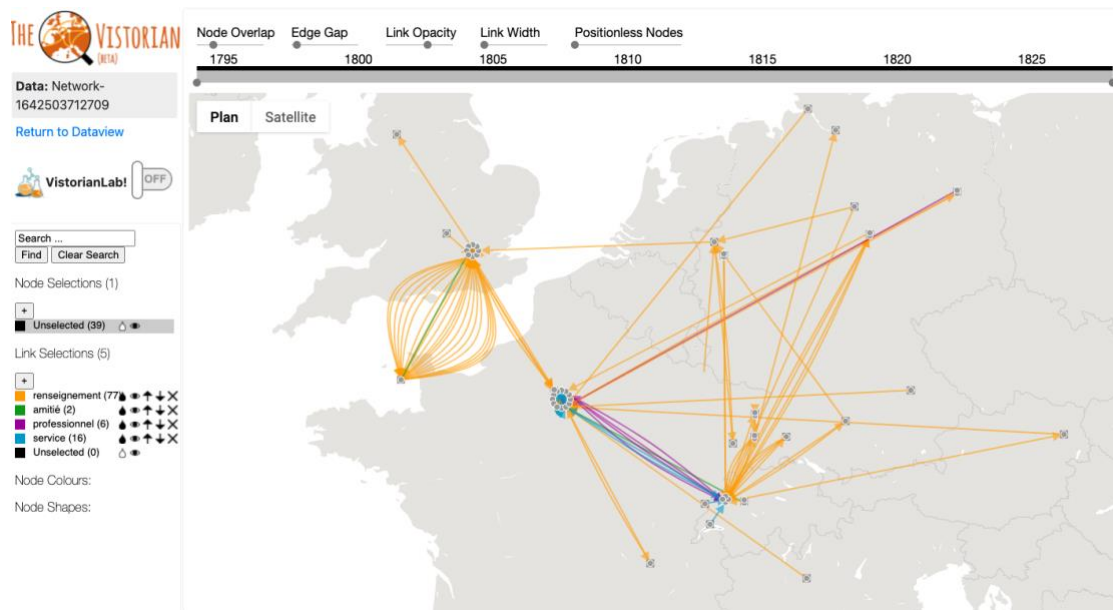 THE VISTORIAN
(BETA)
Data: Network-
1642503712709
Return to Dataview
VistorianLab! OFF
Search ...
Find Clear Search
Node Selections (1)
+
Unselected (39)
Link Selections (5)
+
renseignement (77)
amitié (2)
professionnel (6)
service (16)
Unselected (0)
Node Colours:
Node Shapes:
Node Overlap Edge Gap Link Opacity Link Width Positionless Nodes
1795 1800 1805 1810 1815 1820 1825
Plan Satellite